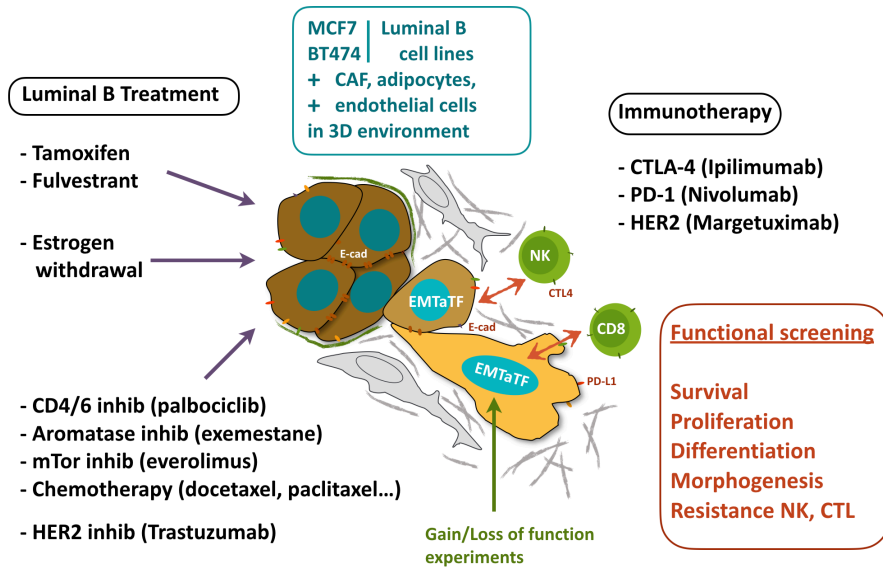 MCF7 | Luminal B
BT474 | cell lines
+ CAF, adipocytes,
+ endothelial cells
in 3D environment
Luminal B Treatment
- Tamoxifen
- Fulvestrant
- Estrogen
withdrawal
- CD4/6 inhib (palbociclib)
- Aromatase inhib (exemestane)
- mTor inhib (everolimus)
- Chemotherapy (docetaxel, paclitaxel...)
- HER2 inhib (Trastuzumab)
E-cad
EMTaTF
E-cad
EMTaTF
NK
CTL4
CD8
PD-L1
Gain/Loss of function
experiments
Immunotherapy
- CTLA-4 (Ipilimumab)
- PD-1 (Nivolumab)
- HER2 (Margetuximab)
Functional screening
Survival
Proliferation
Differentiation
Morphogenesis
Resistance NK, CTL